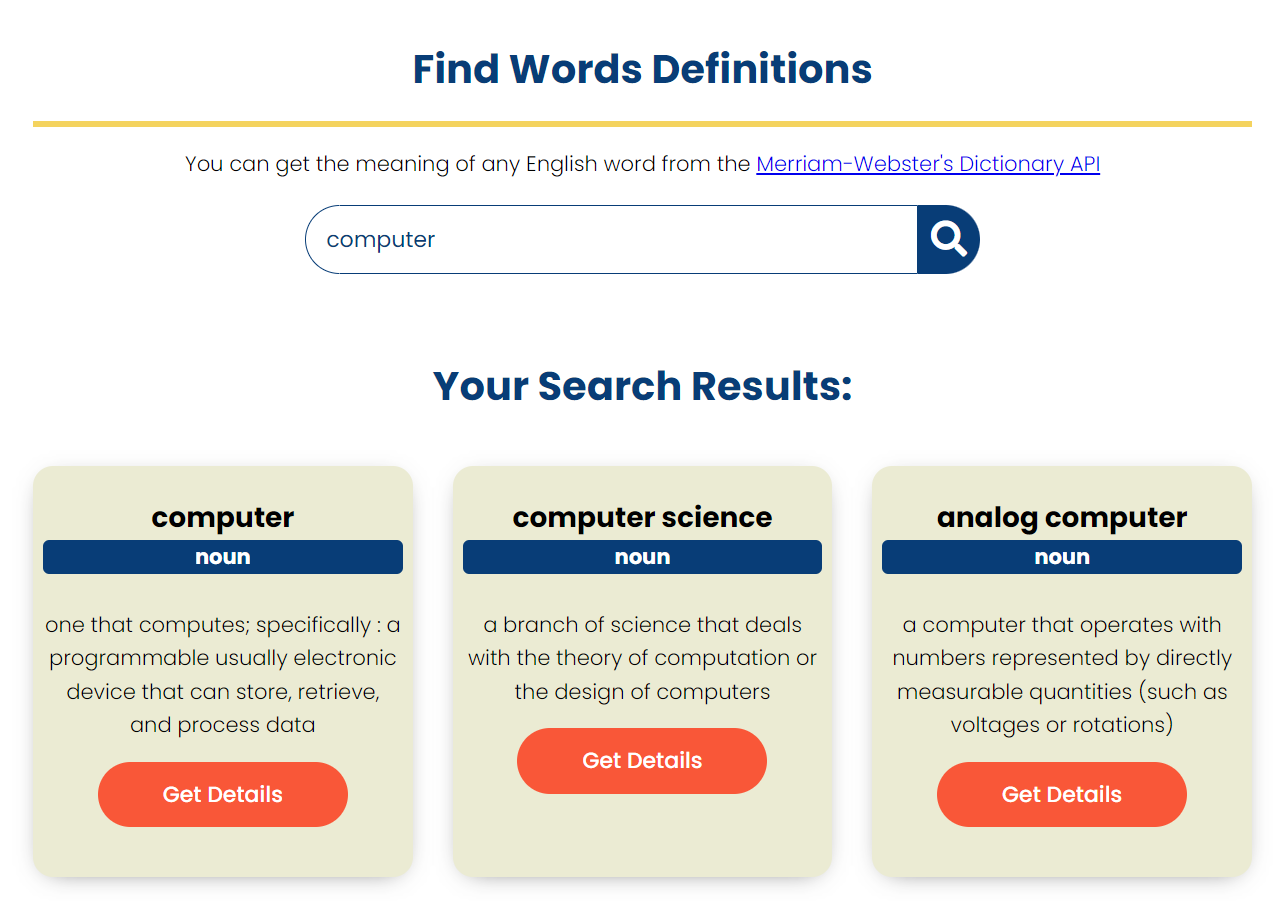 Find Words Definitions
You can get the meaning of any English word from the Merriam-Webster's Dictionary API
computer
Your Search Results:
computer
noun
one that computes; specifically : a
programmable usually electronic
device that can store, retrieve,
and process data
Get Details
computer science
noun
a branch of science that deals
with the theory of computation or
the design of computers
Get Details
analog computer
noun
a computer that operates with
numbers represented by directly
measurable quantities (such as
voltages or rotations)
Get Details